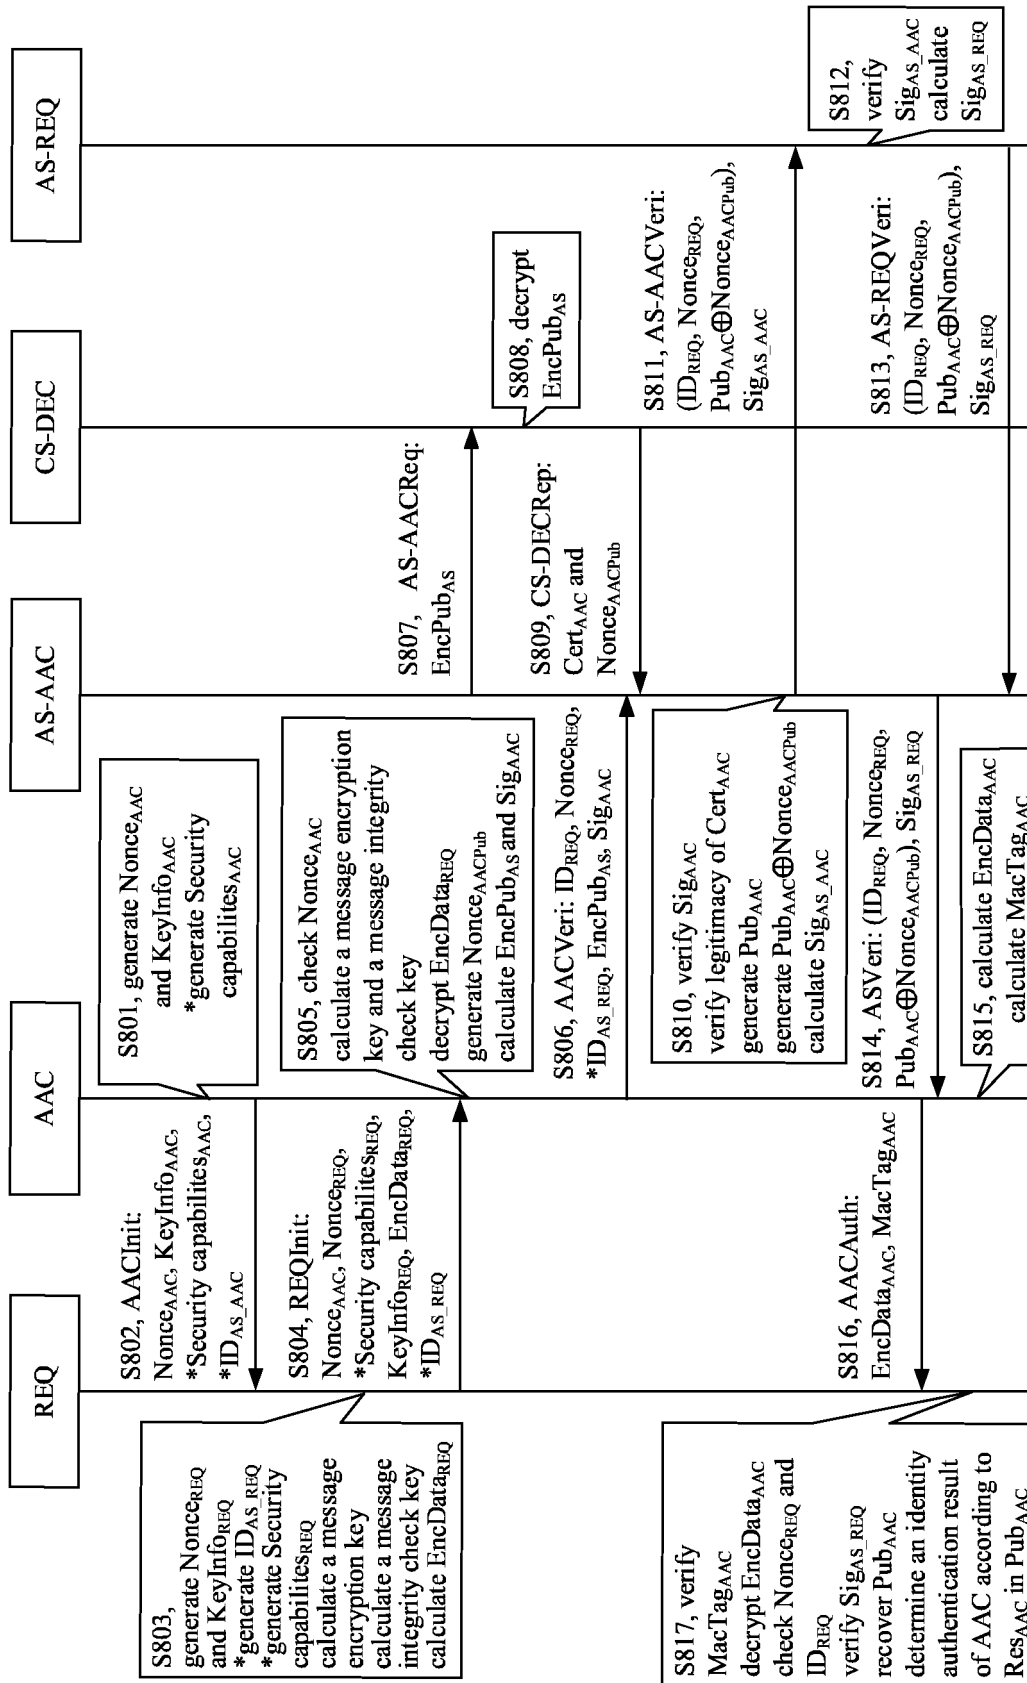 REQ
AAC
AS-AAC
CS-DEC
AS-REQ
S801, generate NonceAAC
and KeyInfoAAC
*generate Security
capabilitesAAC
S802, AACInit:
NonceAAC, KeyInfoAAC,
*Security capabilitesAAC,
*IDAS_AAC
S803,
generate NonceREQ
and KeyInfoREQ
*generate IDAS_REQ
*generate Security
capabilitesREQ
calculate a message
encryption key
calculate a message
integrity check key
calculate EncDataREQ
S804, REQInit:
NonceAAC, NonceREQ,
*Security capabilitesREQ,
KeyInfoREQ, EncDataREQ,
*IDAS_REQ
S805, check NonceAAC
calculate a message encryption
key and a message integrity
check key
decrypt EncDataREQ
generate NonceAACPub
calculate EncPubAS and SigAAC
S806, AACVeri: IDREQ, NonceREQ,
*IDAS_REQ, EncPubAS, SigAAC
S807, AS-AACReq:
EncPubAS
S808, decrypt
EncPubAS
S809, CS-DECRep:
CertAAC and
NonceAACPub
S810, verify SigAAC
verify legitimacy of CertAAC
generate PubAAC
generate PubAAC⊕NonceAACPub
calculate SigAS_AAC
S811, AS-AACVeri:
(IDREQ, NonceREQ,
PubAAC⊕NonceAACPub),
SigAS_AAC
S812,
verify
SigAS_AAC
calculate
SigAS_REQ
S813, AS-REQVeri:
(IDREQ, NonceREQ,
PubAAC⊕NonceAACPub),
SigAS_REQ
S814, ASVeri: (IDREQ, NonceREQ,
PubAAC⊕NonceAACPub), SigAS_REQ
S815, calculate EncDataAAC
calculate MacTagAAC
S816, AACAuth:
EncDataAAC, MacTagAAC
S817, verify
MacTagAAC
decrypt EncDataAAC
check NonceREQ and
IDREQ
verify SigAS_REQ
recover PubAAC
determine an identity
authentication result
of AAC according to
ResAAC in PubAAC